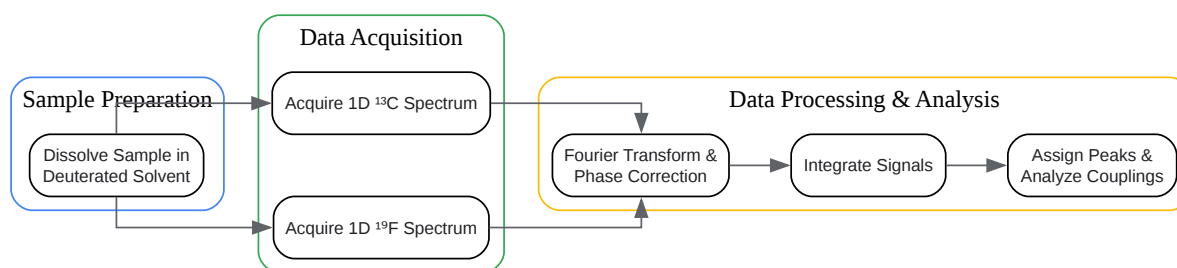 Sample Preparation
Dissolve Sample in
Deuterated Solvent
Data Acquisition
Acquire 1D ¹³C Spectrum
Acquire 1D ¹⁹F Spectrum
Data Processing & Analysis
Fourier Transform &
Phase Correction
Integrate Signals
Assign Peaks &
Analyze Couplings